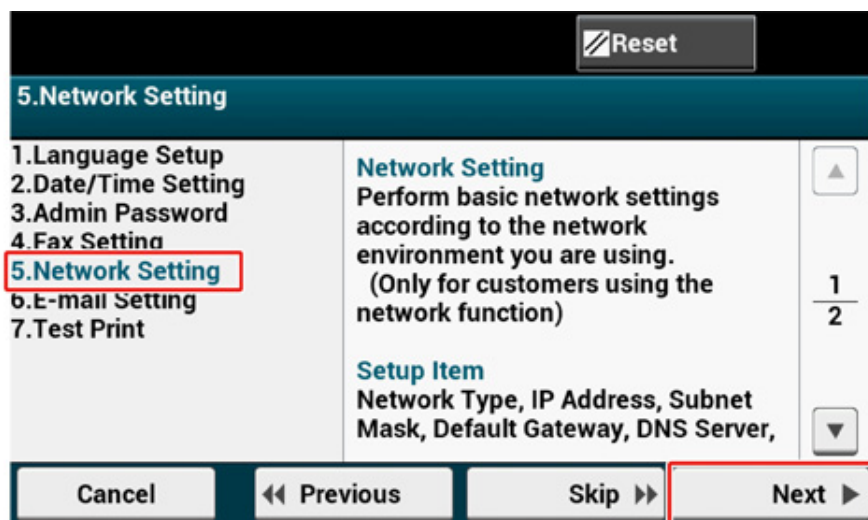 Reset
5.Network Setting
1.Language Setup
2.Date/Time Setting
3.Admin Password
4.Fax Setting
5.Network Setting
6.E-mail Setting
7.Test Print
Network Setting
Perform basic network settings
according to the network
environment you are using.
(Only for customers using the
network function)
Setup Item
Network Type, IP Address, Subnet
Mask, Default Gateway, DNS Server,
1
2
Cancel
Previous
Skip
Next